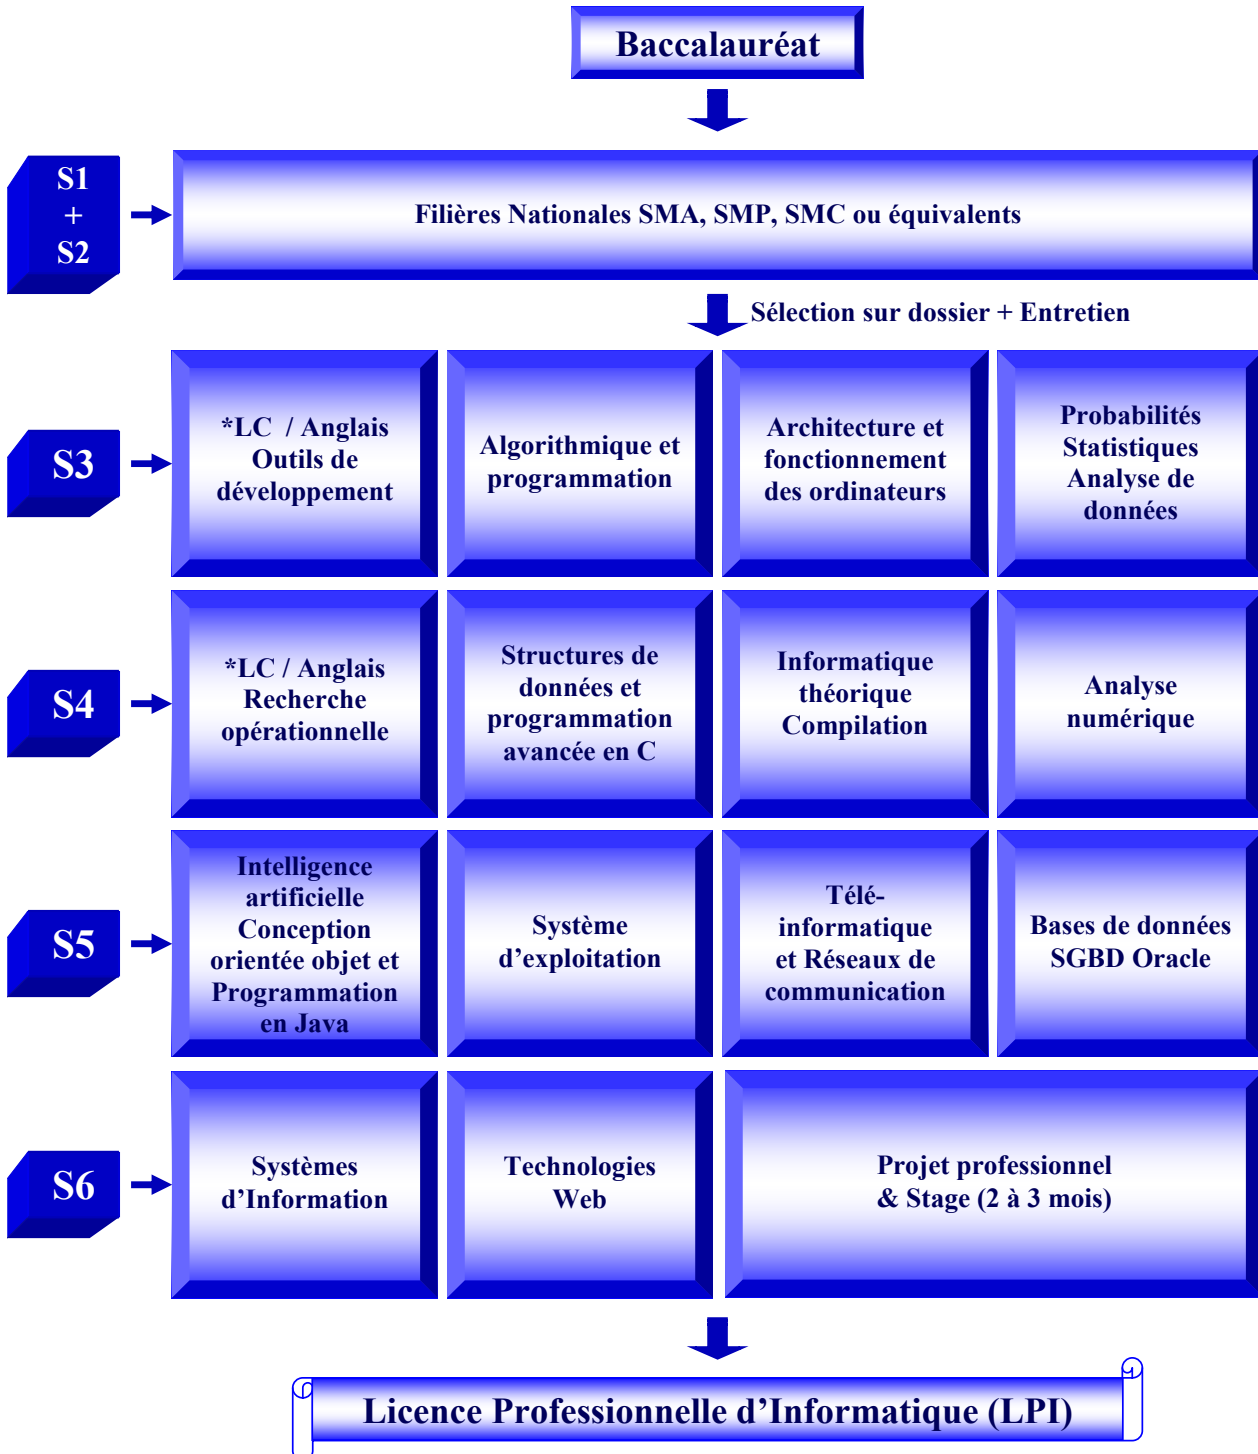 Baccalauréat
S1
+
S2
Filières Nationales SMA, SMP, SMC ou équivalents
Sélection sur dossier + Entretien
S3
*LC / Anglais
Outils de
développement
Algorithmique et
programmation
Architecture et
fonctionnement
des ordinateurs
Probabilités
Statistiques
Analyse de
données
S4
*LC / Anglais
Recherche
opérationnelle
Structures de
données et
programmation
avancée en C
Informatique
théorique
Compilation
Analyse
numérique
S5
Intelligence
artificielle
Conception
orientée objet et
Programmation
en Java
Système
d’exploitation
Télé-
informatique
et Réseaux de
communication
Bases de données
SGBD Oracle
S6
Systèmes
d’Information
Technologies
Web
Projet professionnel
& Stage (2 à 3 mois)
Licence Professionnelle d’Informatique (LPI)